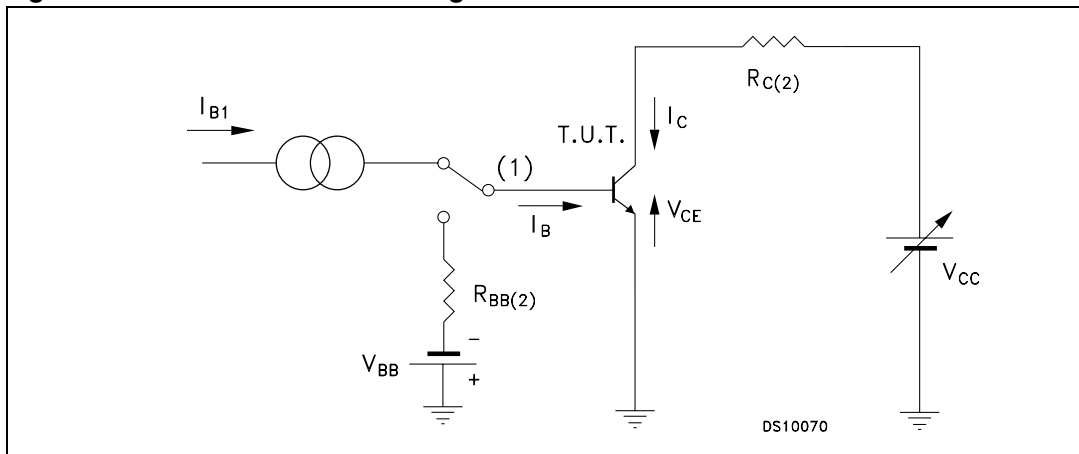 R_C(2)
I_B1
I_C
T.U.T.
(1)
V_CE
I_B
V_CC
R_BB(2)
-
V_BB
+
DS10070